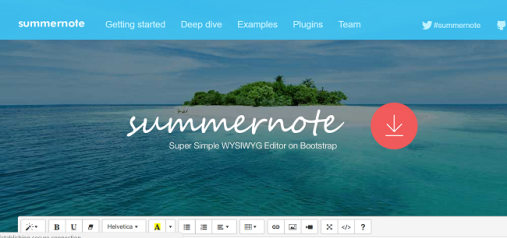 summernote Getting started Deep dive Examples Plugins Team #summernote
summernote
Super Simple WYSIWYG Editor on Bootstrap
B U Helvetica A </> ?